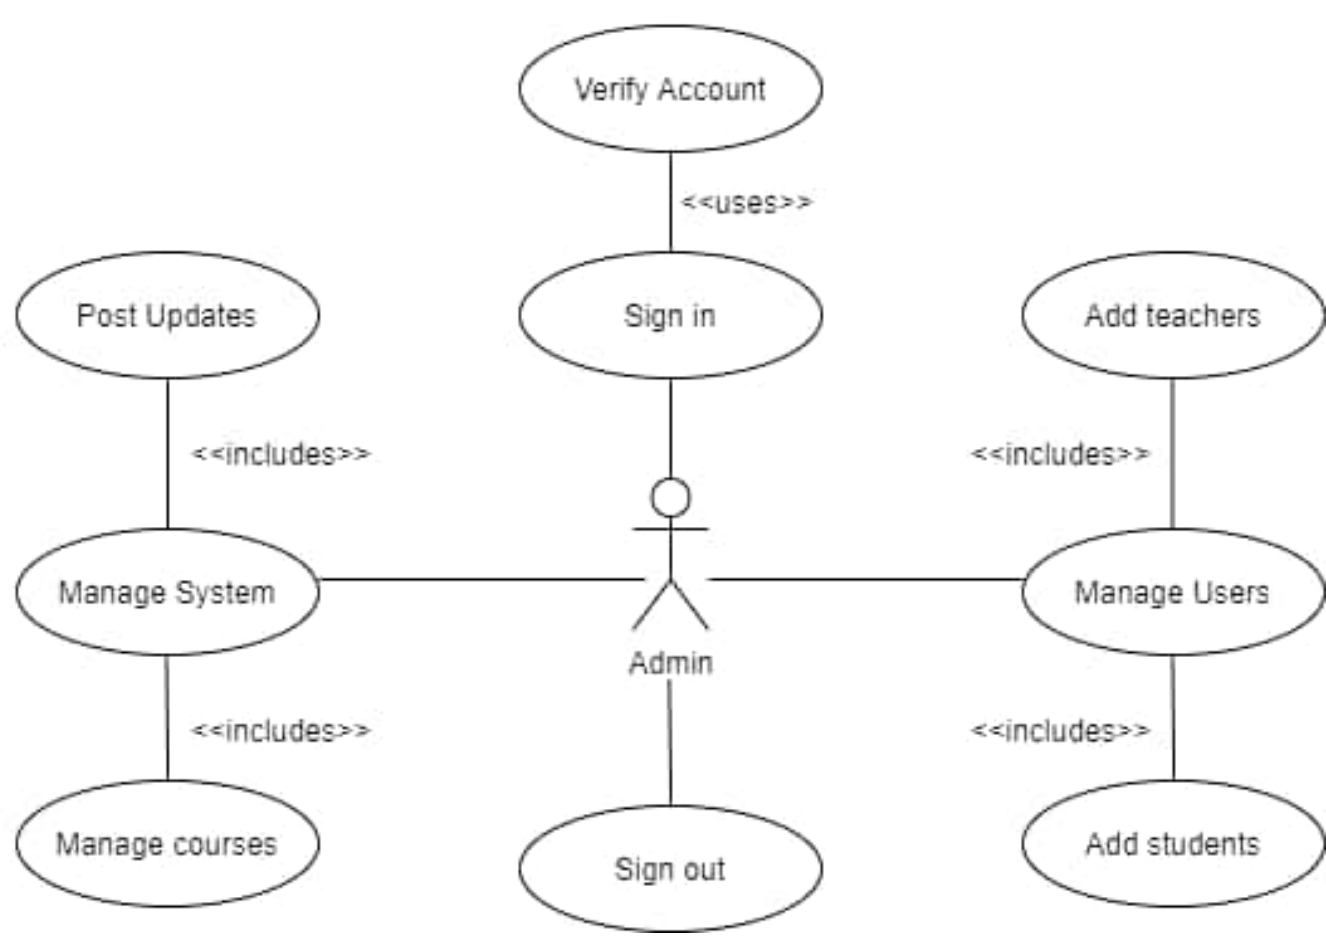 Verify Account
<<uses>>
Post Updates
Sign in
Add teachers
<<includes>>
<<includes>>
Manage System
Manage Users
Admin
<<includes>>
<<includes>>
Manage courses
Sign out
Add students